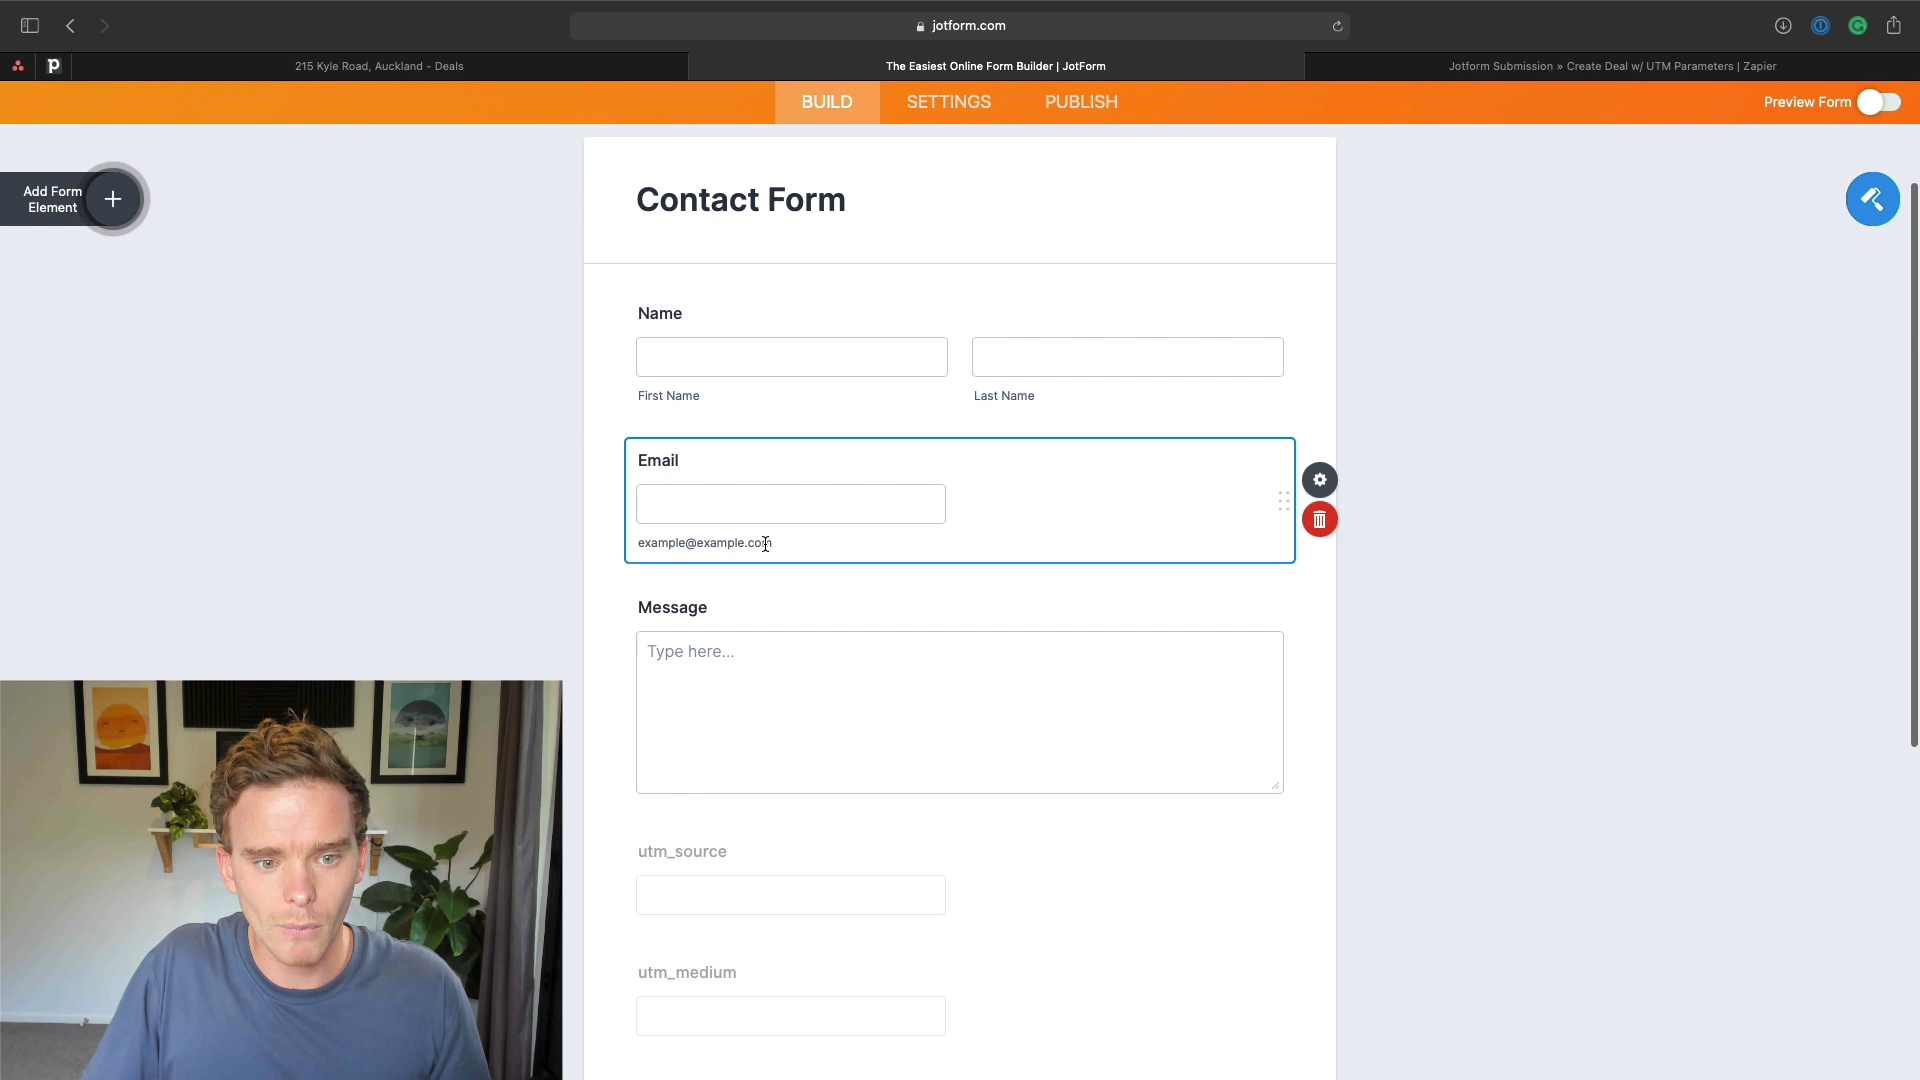 jotform.com
p
215 Kyle Road, Auckland - Deals
The Easiest Online Form Builder | JotForm
Jotform Submission » Create Deal w/ UTM Parameters | Zapier
BUILD
SETTINGS
PUBLISH
Preview Form
Add Form
Element
Contact Form
Name
First Name
Last Name
Email
example@example.com
Message
Type here...
utm_source
utm_medium